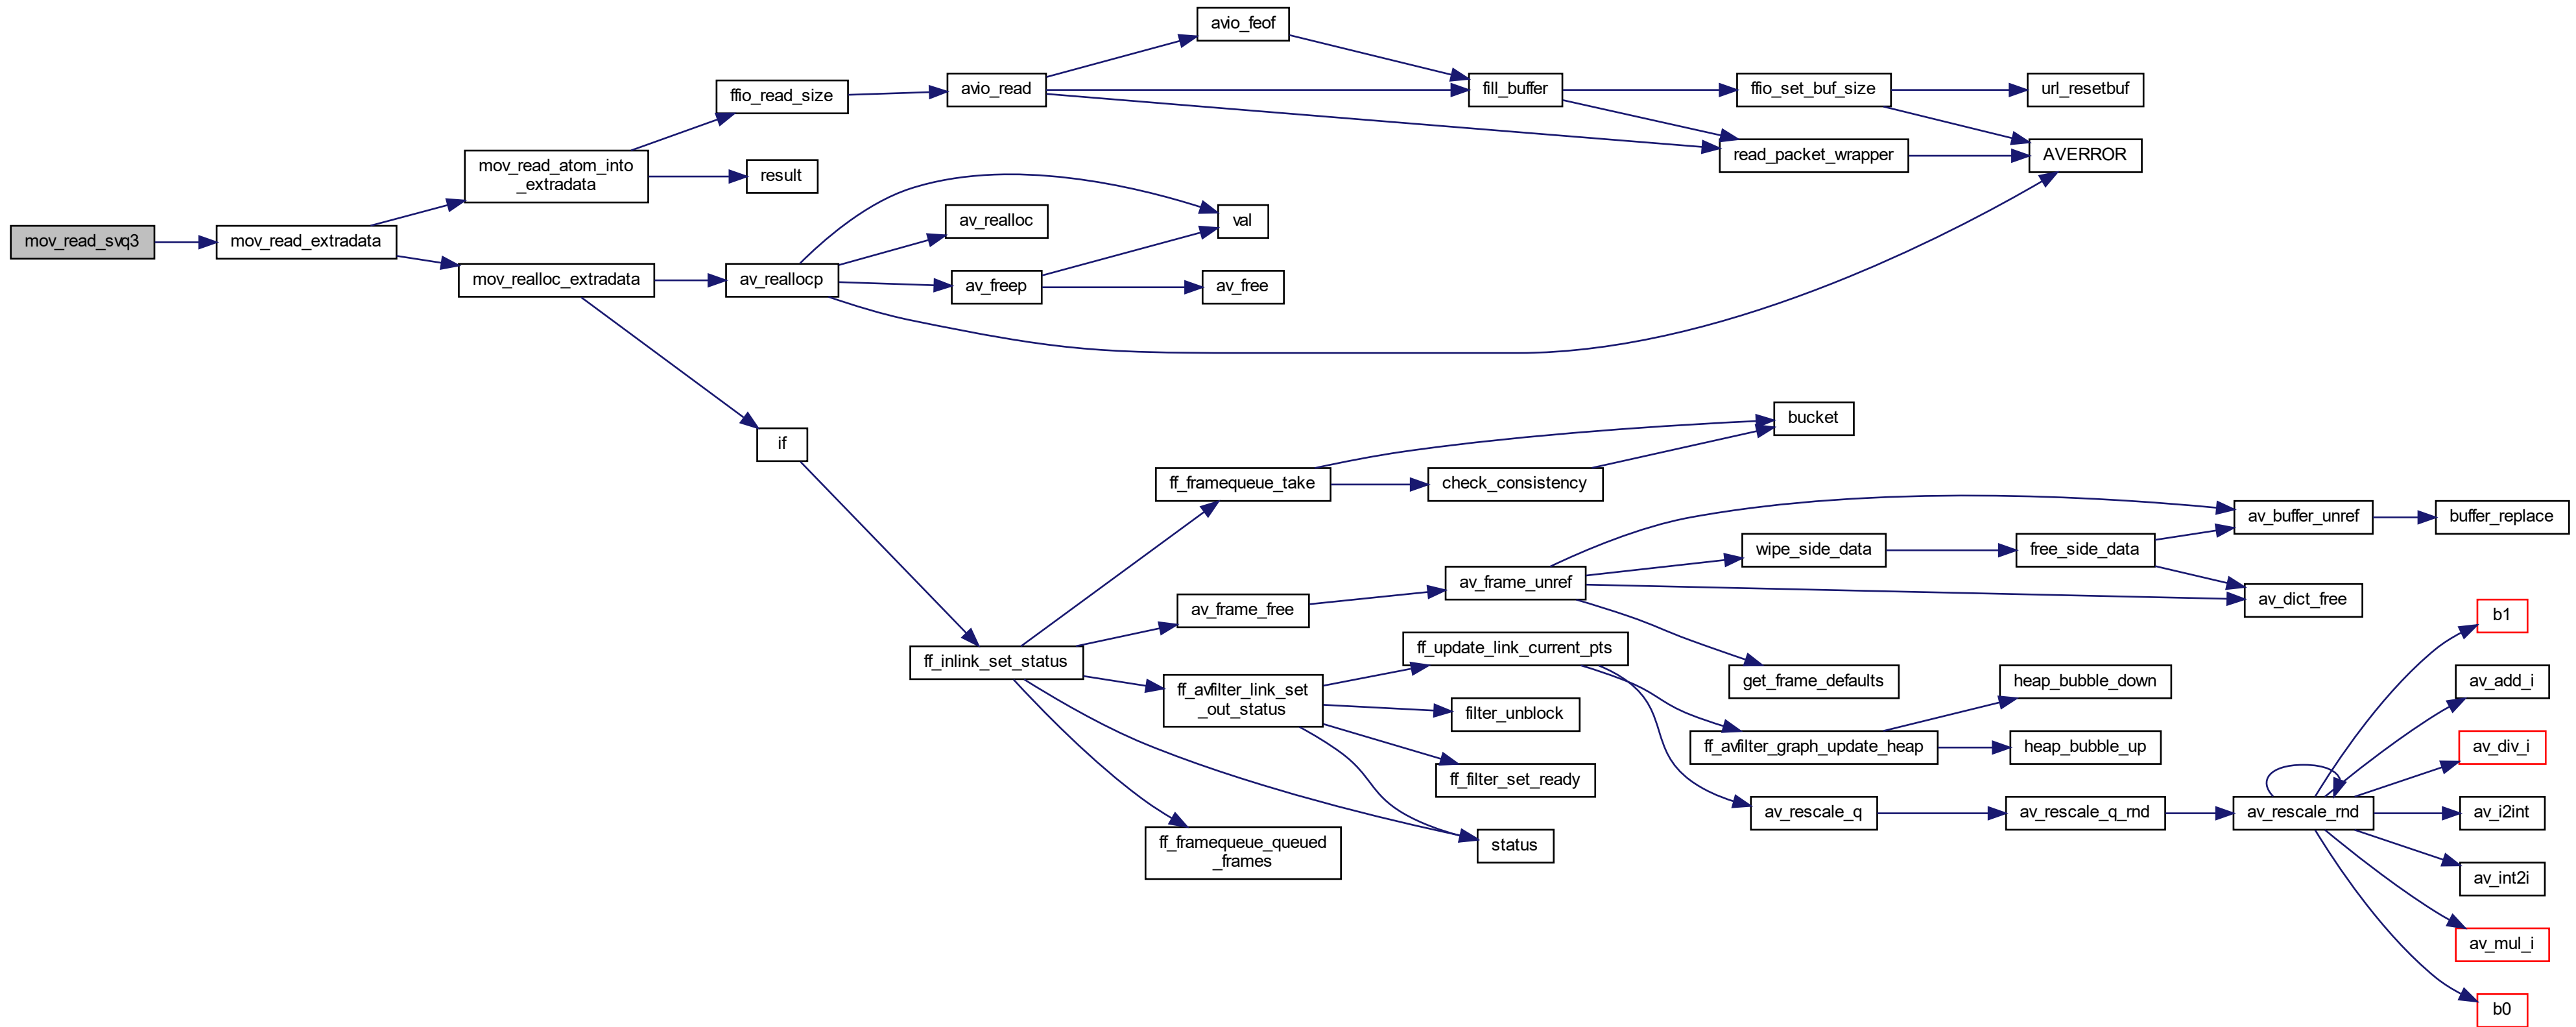 avio_feof
ffio_read_size
avio_read
fill_buffer
ffio_set_buf_size
url_resetbuf
mov_read_atom_into
_extradata
result
read_packet_wrapper
AVERROR
mov_read_svq3
mov_read_extradata
av_realloc
val
mov_realloc_extradata
av_reallocp
av_freep
av_free
if
bucket
ff_framequeue_take
check_consistency
av_buffer_unref
buffer_replace
wipe_side_data
free_side_data
av_frame_unref
av_frame_free
av_dict_free
b1
ff_inlink_set_status
ff_update_link_current_pts
get_frame_defaults
heap_bubble_down
av_add_i
ff_avfilter_link_set
_out_status
filter_unblock
ff_avfilter_graph_update_heap
heap_bubble_up
av_div_i
ff_filter_set_ready
av_rescale_q
av_rescale_q_rnd
av_rescale_rnd
av_i2int
ff_framequeue_queued
_frames
status
av_int2i
av_mul_i
b0